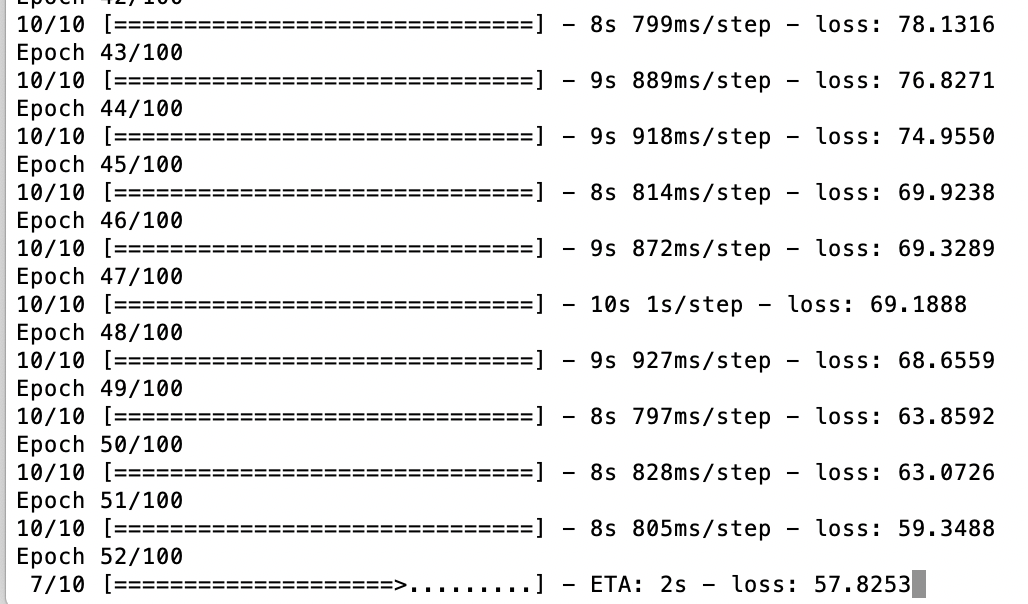 Epoch 42/100
10/10 [==============================] - 8s 799ms/step - loss: 78.1316
Epoch 43/100
10/10 [==============================] - 9s 889ms/step - loss: 76.8271
Epoch 44/100
10/10 [==============================] - 9s 918ms/step - loss: 74.9550
Epoch 45/100
10/10 [==============================] - 8s 814ms/step - loss: 69.9238
Epoch 46/100
10/10 [==============================] - 9s 872ms/step - loss: 69.3289
Epoch 47/100
10/10 [==============================] - 10s 1s/step - loss: 69.1888
Epoch 48/100
10/10 [==============================] - 9s 927ms/step - loss: 68.6559
Epoch 49/100
10/10 [==============================] - 8s 797ms/step - loss: 63.8592
Epoch 50/100
10/10 [==============================] - 8s 828ms/step - loss: 63.0726
Epoch 51/100
10/10 [==============================] - 8s 805ms/step - loss: 59.3488
Epoch 52/100
 7/10 [====================>.........] - ETA: 2s - loss: 57.8253